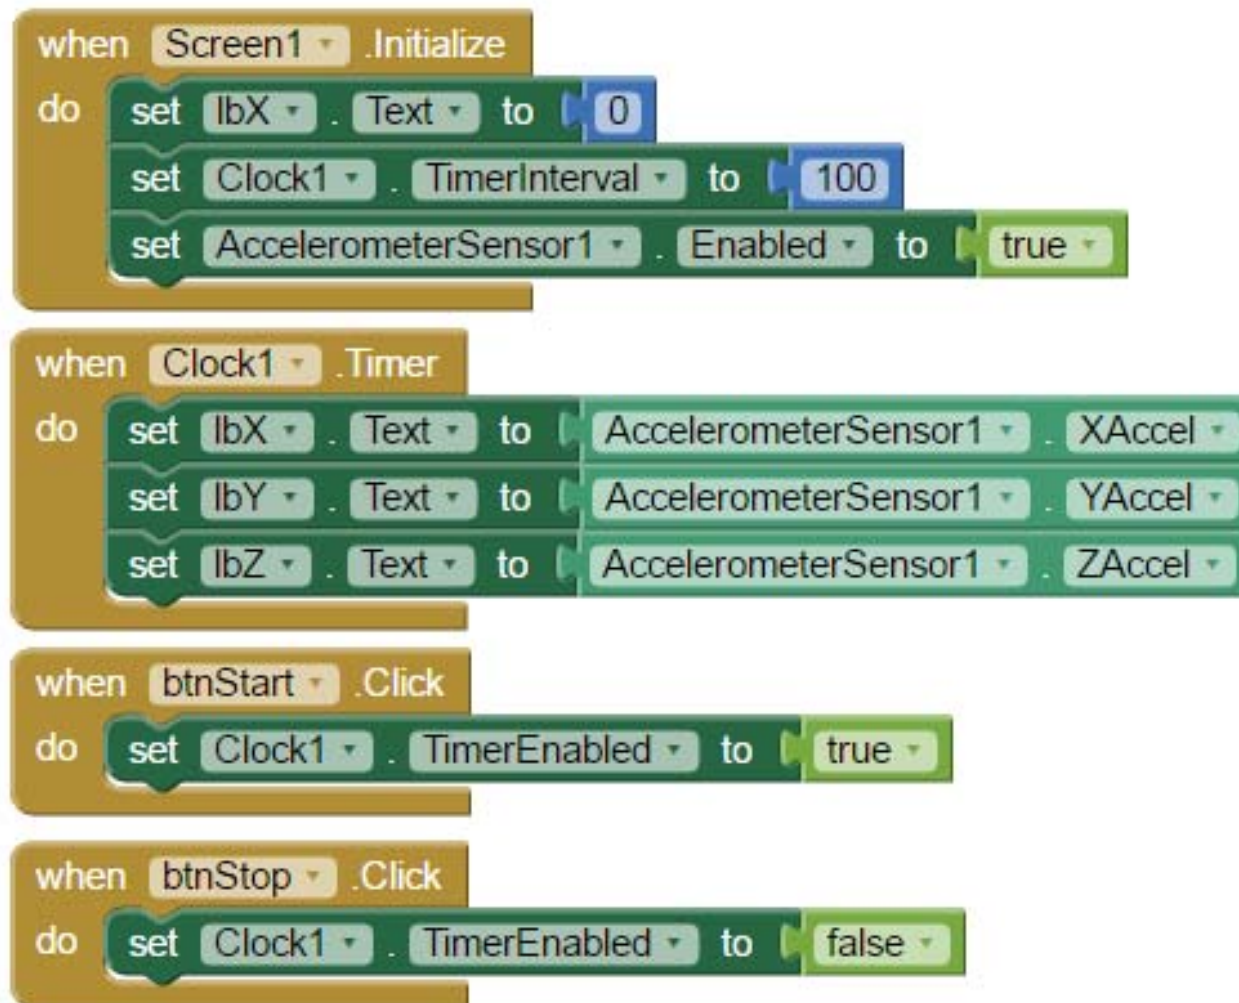 when Screen1 .Initialize
do set lbX . Text to 0
set Clock1 . TimerInterval to 100
set AccelerometerSensor1 . Enabled to true
when Clock1 .Timer
do set lbX . Text to AccelerometerSensor1 . XAccel
set lbY . Text to AccelerometerSensor1 . YAccel
set lbZ . Text to AccelerometerSensor1 . ZAccel
when btnStart .Click
do set Clock1 . TimerEnabled to true
when btnStop .Click
do set Clock1 . TimerEnabled to false